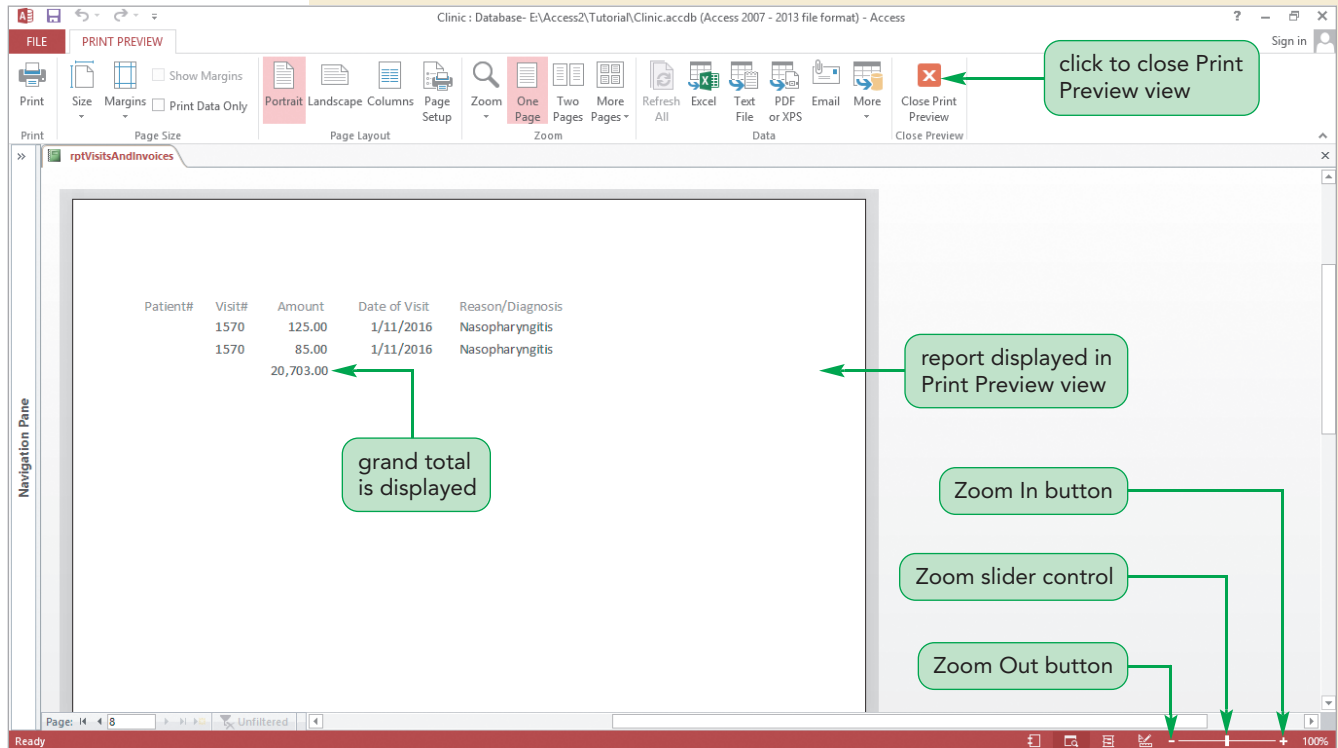 Clinic : Database- E:\Access2\Tutorial\Clinic.accdb (Access 2007 - 2013 file format) - Access
?
FILE
PRINT PREVIEW
Sign in
Print
Size
Margins
Show Margins
Print Data Only
Portrait
Landscape
Columns
Page Setup
Zoom
One Page
Two Pages
More Pages
Refresh All
Excel
Text File
PDF or XPS
Email
More
Close Print Preview
Print
Page Size
Page Layout
Zoom
Data
Close Preview
click to close Print
Preview view
rptVisitsAndInvoices
Navigation Pane
Patient# Visit# Amount Date of Visit Reason/Diagnosis
1570 125.00 1/11/2016 Nasopharyngitis
1570 85.00 1/11/2016 Nasopharyngitis
20,703.00
report displayed in
Print Preview view
grand total
is displayed
Zoom In button
Zoom slider control
Zoom Out button
Page: 8
Unfiltered
Ready
100%